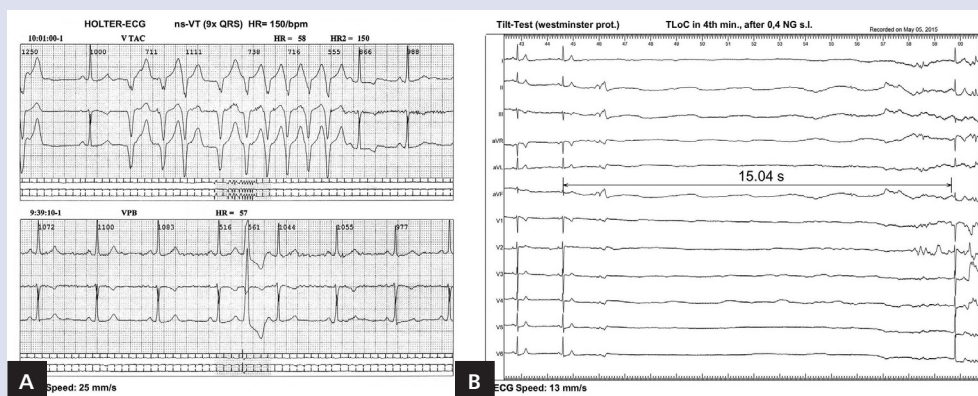 HOLTER-ECG ns-VT (9x QRS) HR= 150/bpm
10:01:00-1 V TAC HR = 58 HR2 = 150
1250 1000 711 1111 738 716 555 666 988
9:39:10-1 VPB HR = 57
1072 1100 1083 516 561 1044 1055 977
A
Speed: 25 mm/s
Tilt-Test (westminster prot.) TLoC in 4th min., after 0,4 NG s.l.
Recorded on May 05, 2015
43 44 45 46 47 48 49 50 51 52 53 54 55 56 57 58 59 00
I
II
III
aVR
aVL
15.04 s
aVF
V1
V2
V3
V4
V5
V6
B
ECG Speed: 13 mm/s